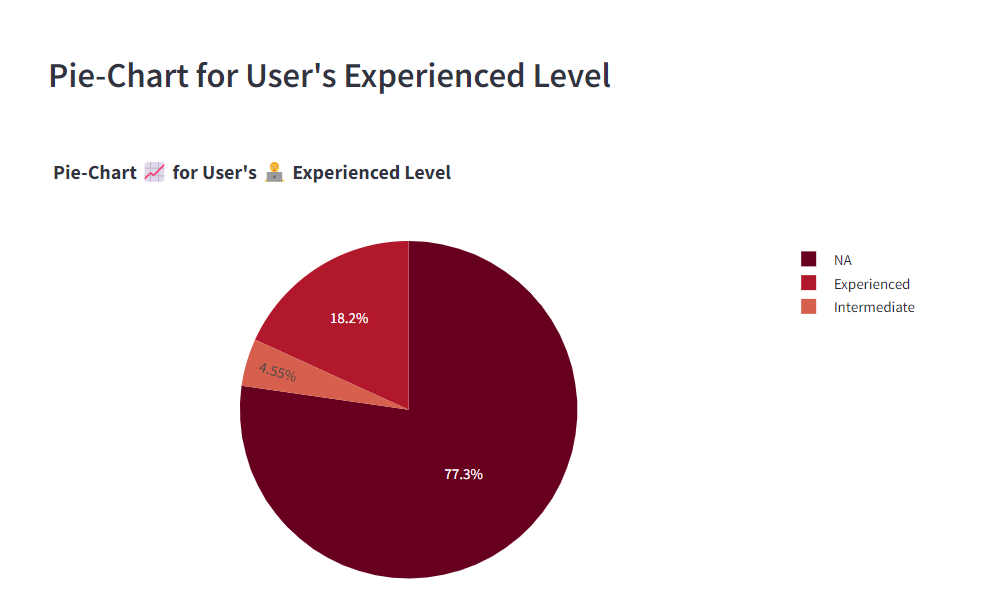 Pie-Chart for User's Experienced Level
Pie-Chart 📈 for User's 👨‍💻 Experienced Level
NA
Experienced
Intermediate
18.2%
4.55%
77.3%